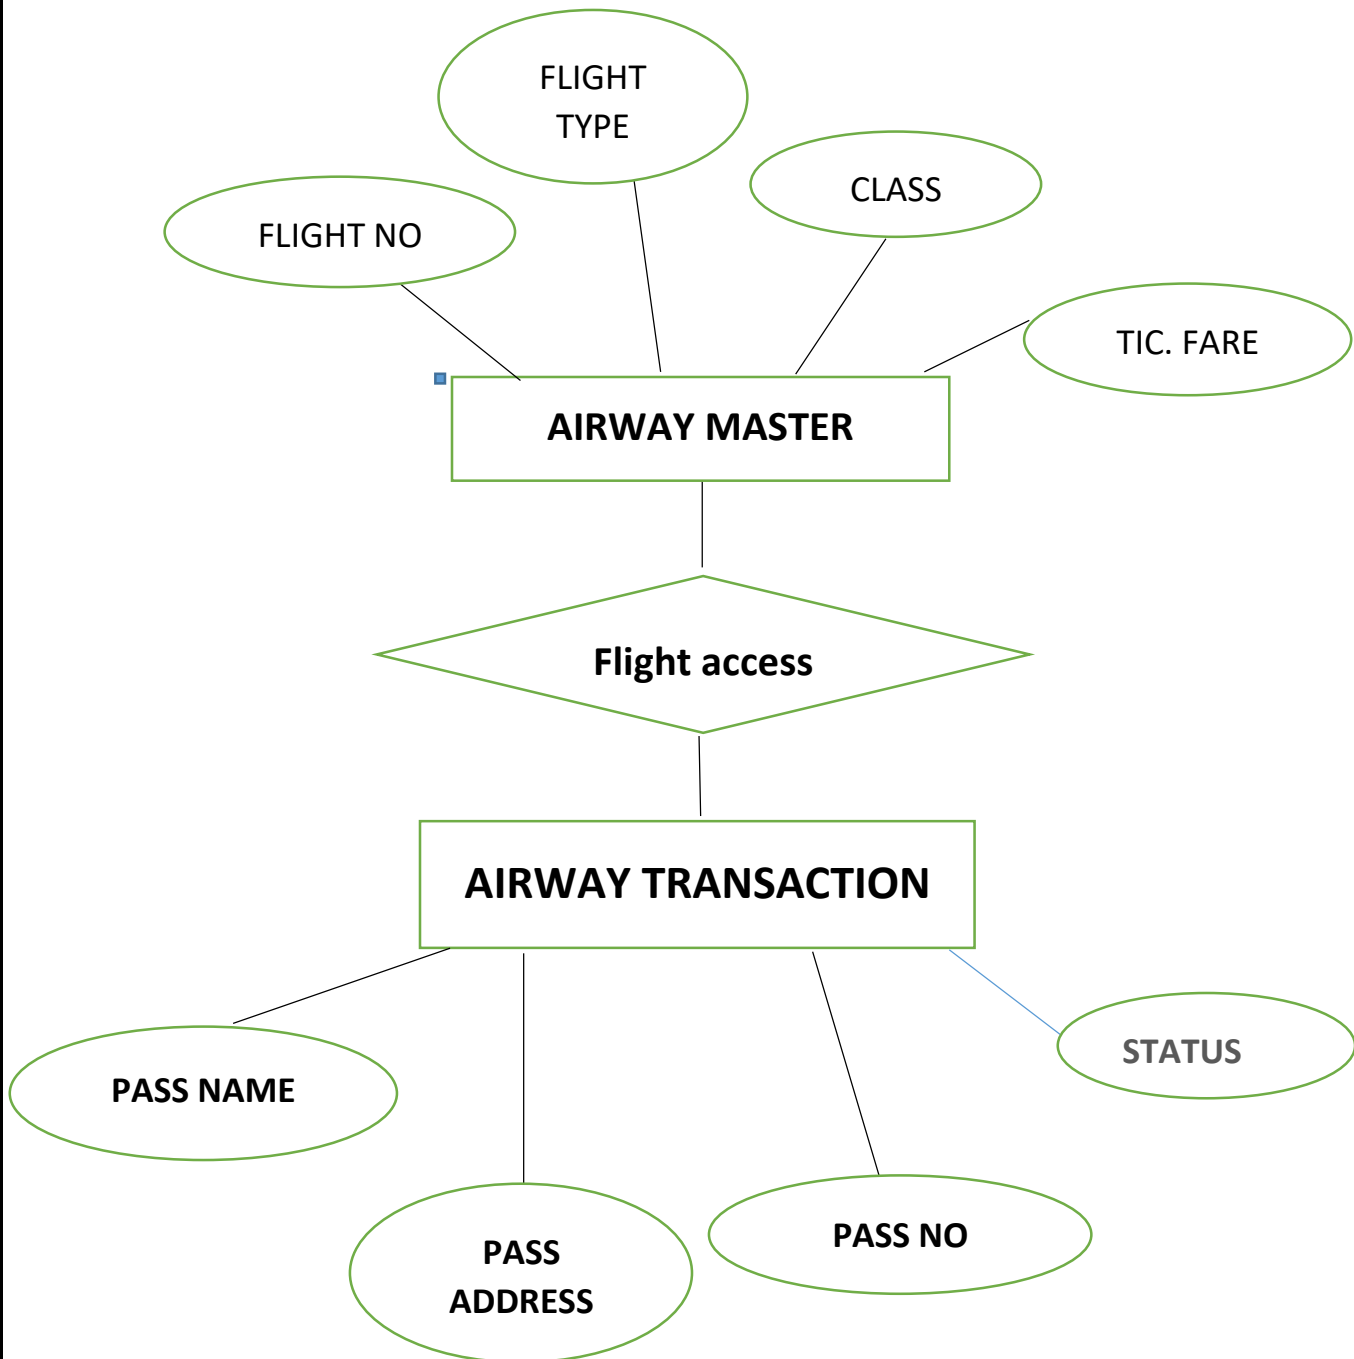 FLIGHT
TYPE
CLASS
FLIGHT NO
TIC. FARE
AIRWAY MASTER
Flight access
AIRWAY TRANSACTION
STATUS
PASS NAME
PASS NO
PASS
ADDRESS